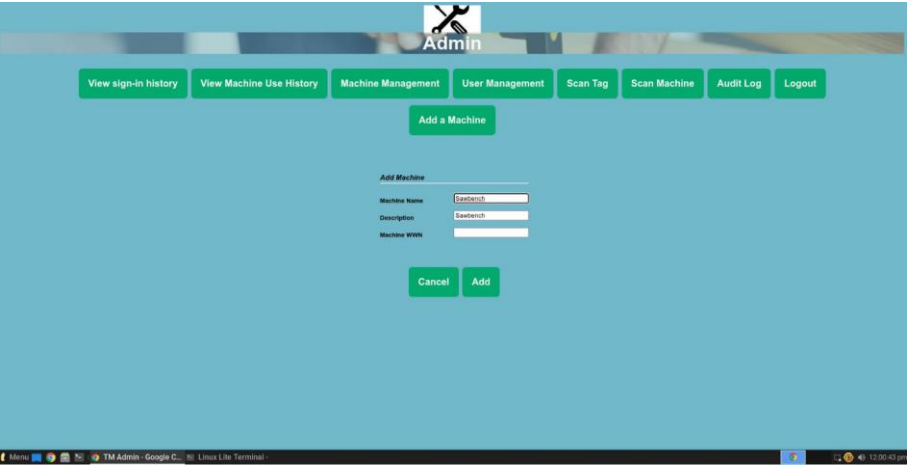 Admin
View sign-in history View Machine Use History Machine Management User Management Scan Tag Scan Machine Audit Log Logout
Add a Machine
Add Machine
Machine Name Sawbench
Description Sawbench
Machine WWN
Cancel Add
Menu TM Admin - Google C... Linux Lite Terminal - 12:00:43 pm